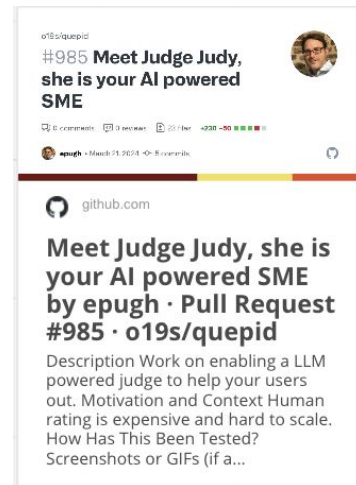 o19s/quepid
#985 Meet Judge Judy,
she is your AI powered
SME
0 comments 0 reviews 23 files +230 -50
epugh • March 21, 2024 5 commits
github.com
Meet Judge Judy, she is
your AI powered SME
by epugh · Pull Request
#985 · o19s/quepid
Description Work on enabling a LLM
powered judge to help your users
out. Motivation and Context Human
rating is expensive and hard to scale.
How Has This Been Tested?
Screenshots or GIFs (if a...